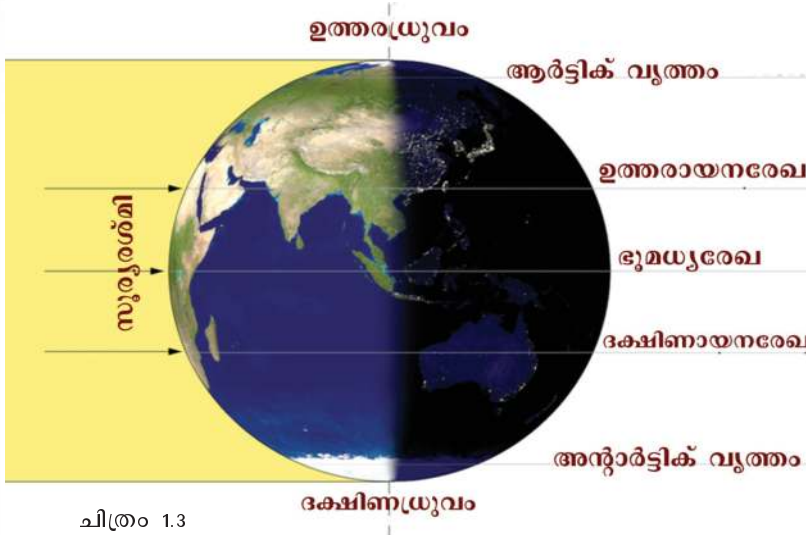 ഉത്തരധ്രുവം
ആർട്ടിക് വൃത്തം
ഉത്തരായനരേഖ
സൂര്യരശ്മി
ഭൂമധ്യരേഖ
ദക്ഷിണായനരേഖ
അന്റാർട്ടിക് വൃത്തം
ദക്ഷിണധ്രുവം
ചിത്രം 1.3